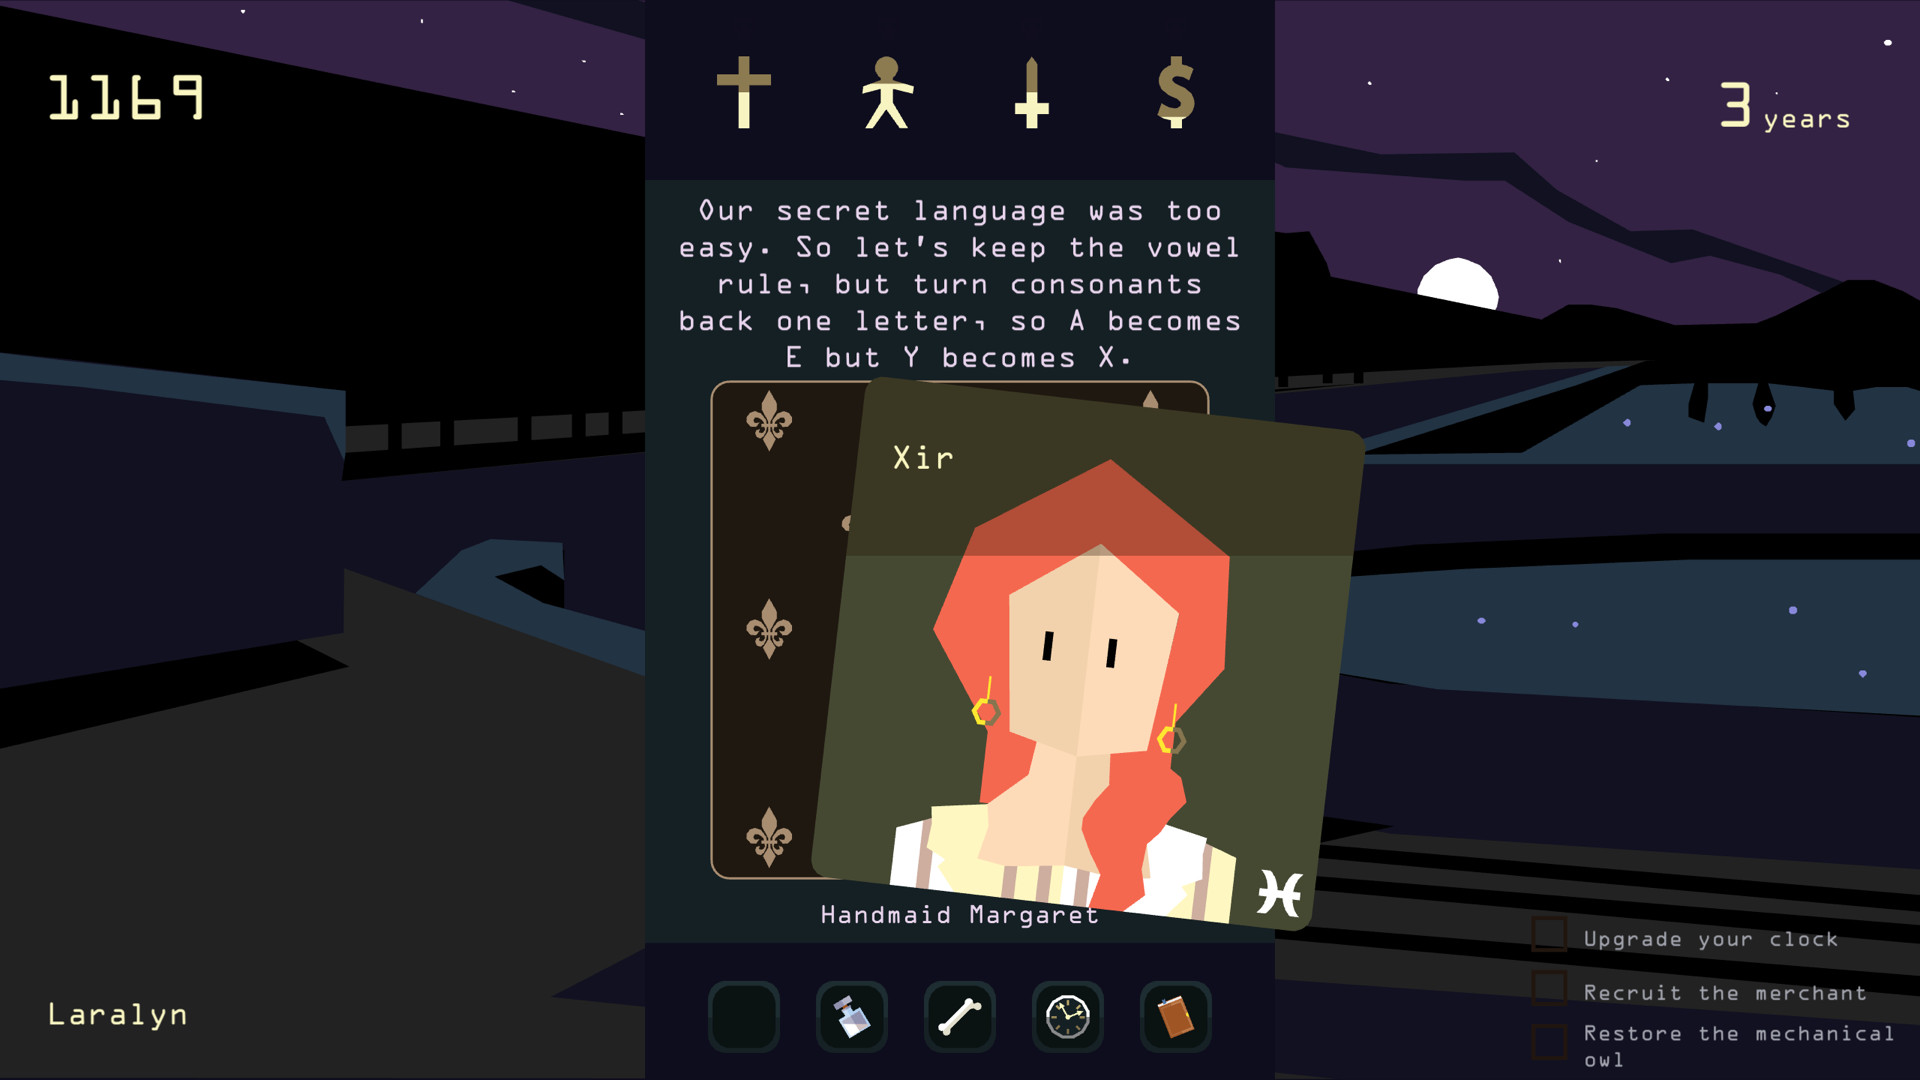 1169
3 years
Our secret language was too
easy. So let's keep the vowel
rule, but turn consonants
back one letter, so A becomes
E but Y becomes X.
Xir
Handmaid Margaret
Laralyn
Upgrade your clock
Recruit the merchant
Restore the mechanical
owl